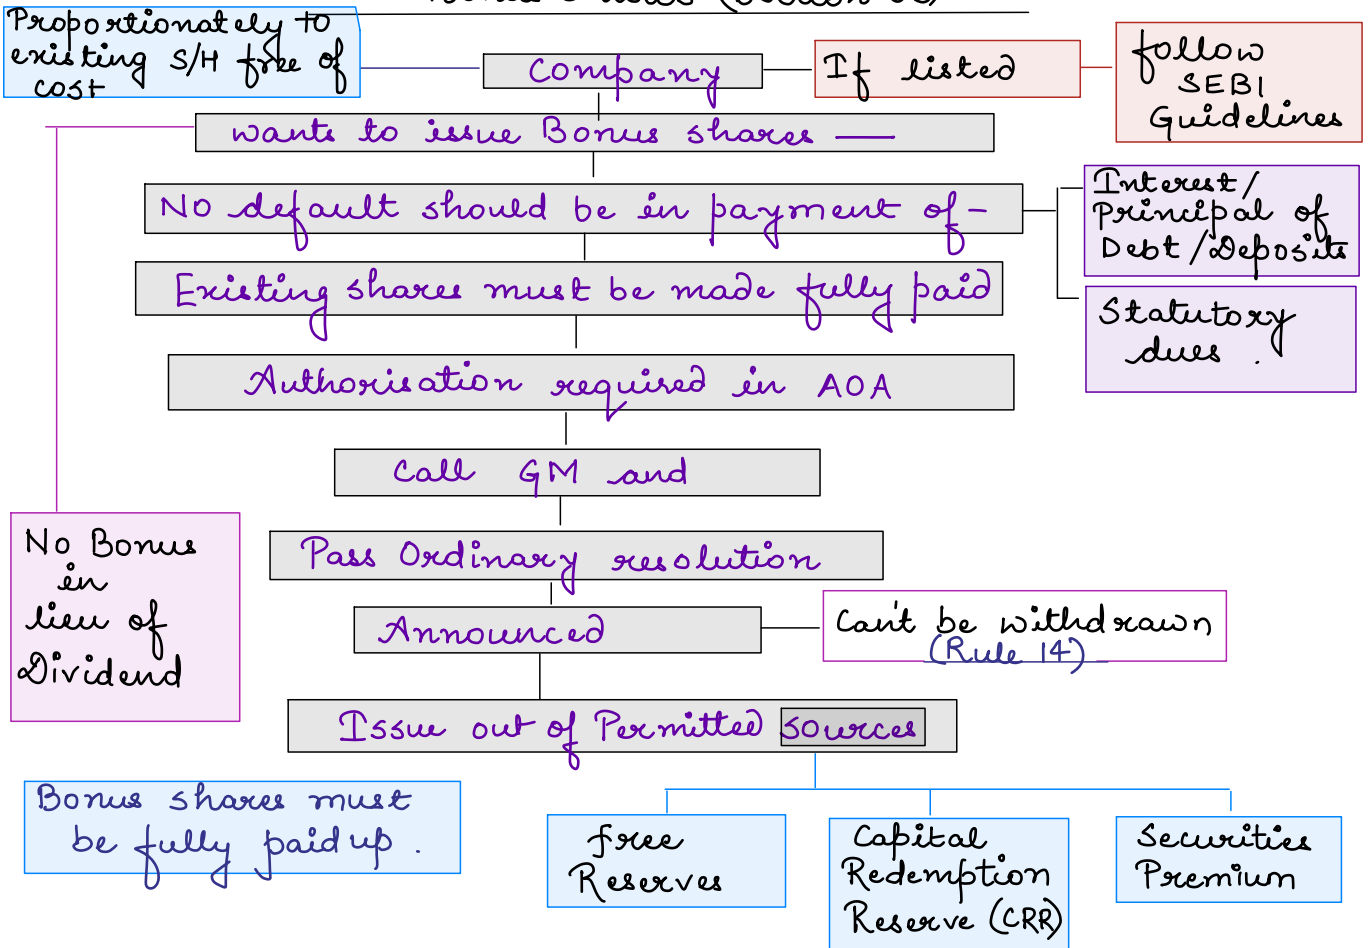 Proportionately to
existing S/H free of
cost
Company
If listed
follow
SEBI
Guidelines
wants to issue Bonus shares —
No default should be in payment of -
Interest/
Principal of
Debt/Deposits
Statutory
dues.
Existing shares must be made fully paid
Authorisation required in AOA
Call GM and
Pass Ordinary resolution
No Bonus
in
lieu of
Dividend
Announced
Can't be withdrawn
(Rule 14)
Issue out of Permitted sources
Bonus shares must
be fully paid up.
free
Reserves
Capital
Redemption
Reserve (CRR)
Securities
Premium